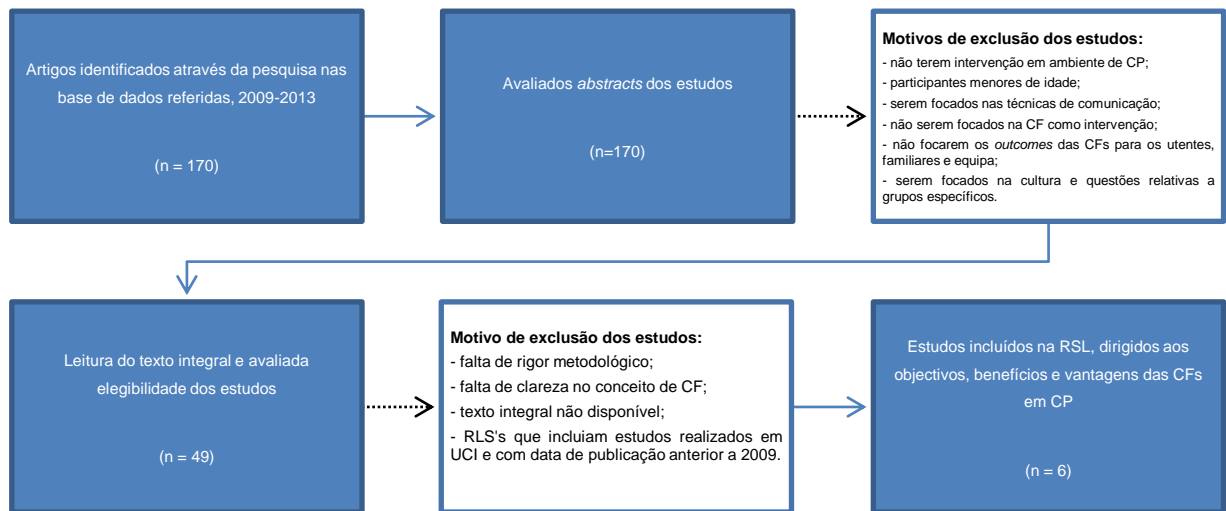 Artigos identificados através da pesquisa nas
base de dados referidas, 2009-2013
(n = 170)
Avaliados abstracts dos estudos
(n=170)
Motivos de exclusão dos estudos:
- não terem intervenção em ambiente de CP;
- participantes menores de idade;
- serem focados nas técnicas de comunicação;
- não serem focados na CF como intervenção;
- não focarem os outcomes das CFs para os utentes,
familiares e equipa;
- serem focados na cultura e questões relativas a
grupos específicos.
Leitura do texto integral e avaliada
elegibilidade dos estudos
(n = 49)
Motivo de exclusão dos estudos:
- falta de rigor metodológico;
- falta de clareza no conceito de CF;
- texto integral não disponível;
- RLS's que incluiam estudos realizados em
UCI e com data de publicação anterior a 2009.
Estudos incluídos na RSL, dirigidos aos
objectivos, benefícios e vantagens das CFs
em CP
(n = 6)